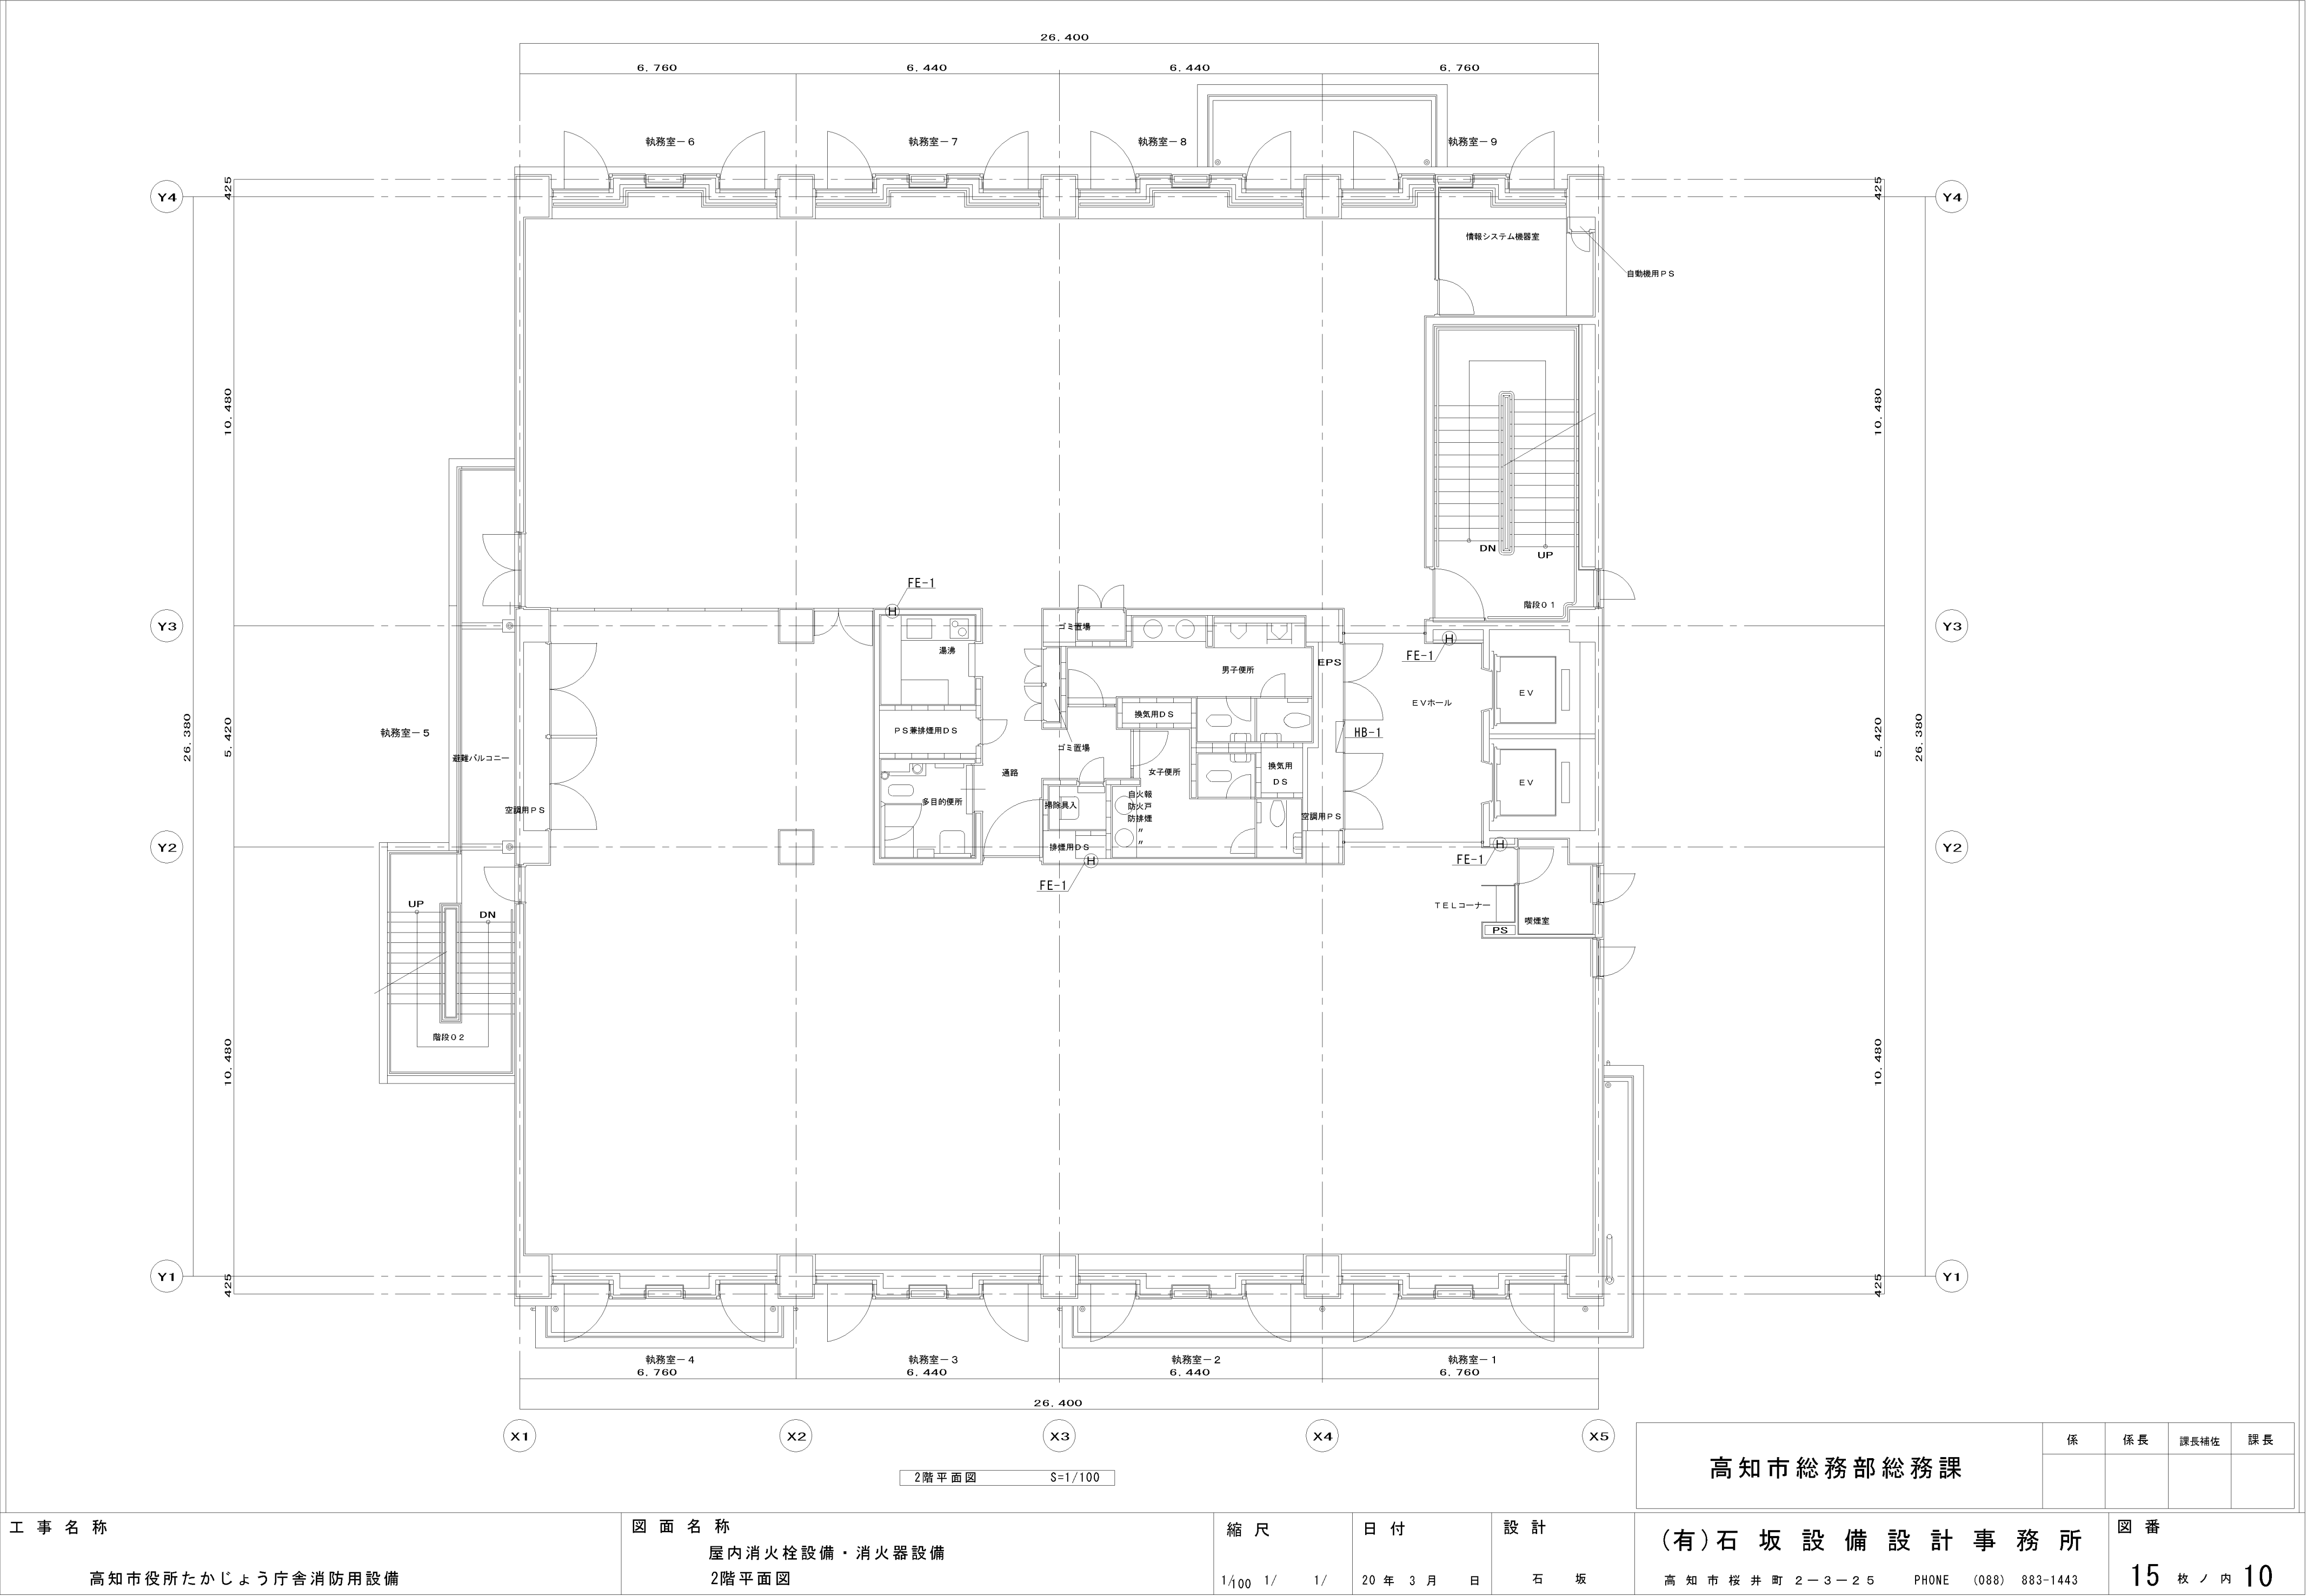 26,400
6,760 6,440 6,440 6,760
執務室－6 執務室－7 執務室－8 執務室－9
425 425
Y4 Y4
情報システム機器室
自動機用PS
10,480 10,480
DN
UP
FE-1
階段01
H
Y3 ゴミ置場 Y3
H
湯沸 FE-1
男子便所 EPS
EV
EVホール
換気用DS
26,380 5,420 執務室－5 PS兼排煙用DS HB-1 5,420 26,380
ゴミ置場
避難バルコニー 換気用
DS
通路 女子便所
EV
自火報
多目的便所 掃除具入 防火戸
空調用PS 防排煙 空調用PS
〃
Y2 排煙用DS 〃 H Y2
H FE-1
FE-1
UP TELコーナー
DN 喫煙室
PS
階段02
10,480 10,480
Y1 Y1
425 425
執務室－4 執務室－3 執務室－2 執務室－1
6,760 6,440 6,440 6,760
26,400
X1 X2 X3 X4 X5
2階平面図 S=1/100
高知市総務部総務課
係 係長 課長補佐 課長
工事名称
高知市役所たかじょう庁舎消防用設備
図面名称
屋内消火栓設備・消火器設備
2階平面図
縮尺
1/100 1/ 1/
日付
20年 3月 日
設計
石 坂
(有)石坂設備設計事務所
高知市桜井町2－3－25 PHONE (088) 883-1443
図番
15 枚ノ内 10